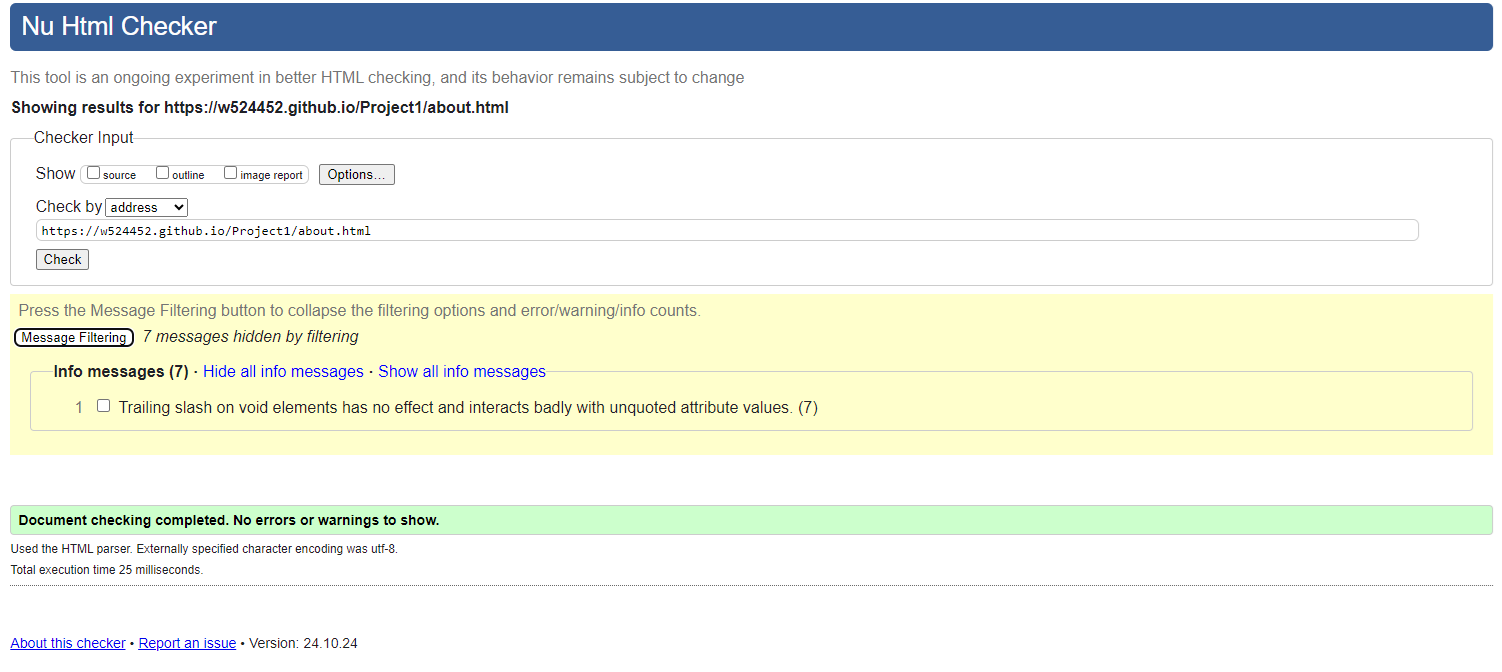 Nu Html Checker
This tool is an ongoing experiment in better HTML checking, and its behavior remains subject to change
Showing results for https://w524452.github.io/Project1/about.html
Checker Input
Show source outline image report Options...
Check by address
https://w524452.github.io/Project1/about.html
Check
Press the Message Filtering button to collapse the filtering options and error/warning/info counts.
Message Filtering 7 messages hidden by filtering
Info messages (7) · Hide all info messages · Show all info messages
1 Trailing slash on void elements has no effect and interacts badly with unquoted attribute values. (7)
Document checking completed. No errors or warnings to show.
Used the HTML parser. Externally specified character encoding was utf-8.
Total execution time 25 milliseconds.
About this checker • Report an issue • Version: 24.10.24